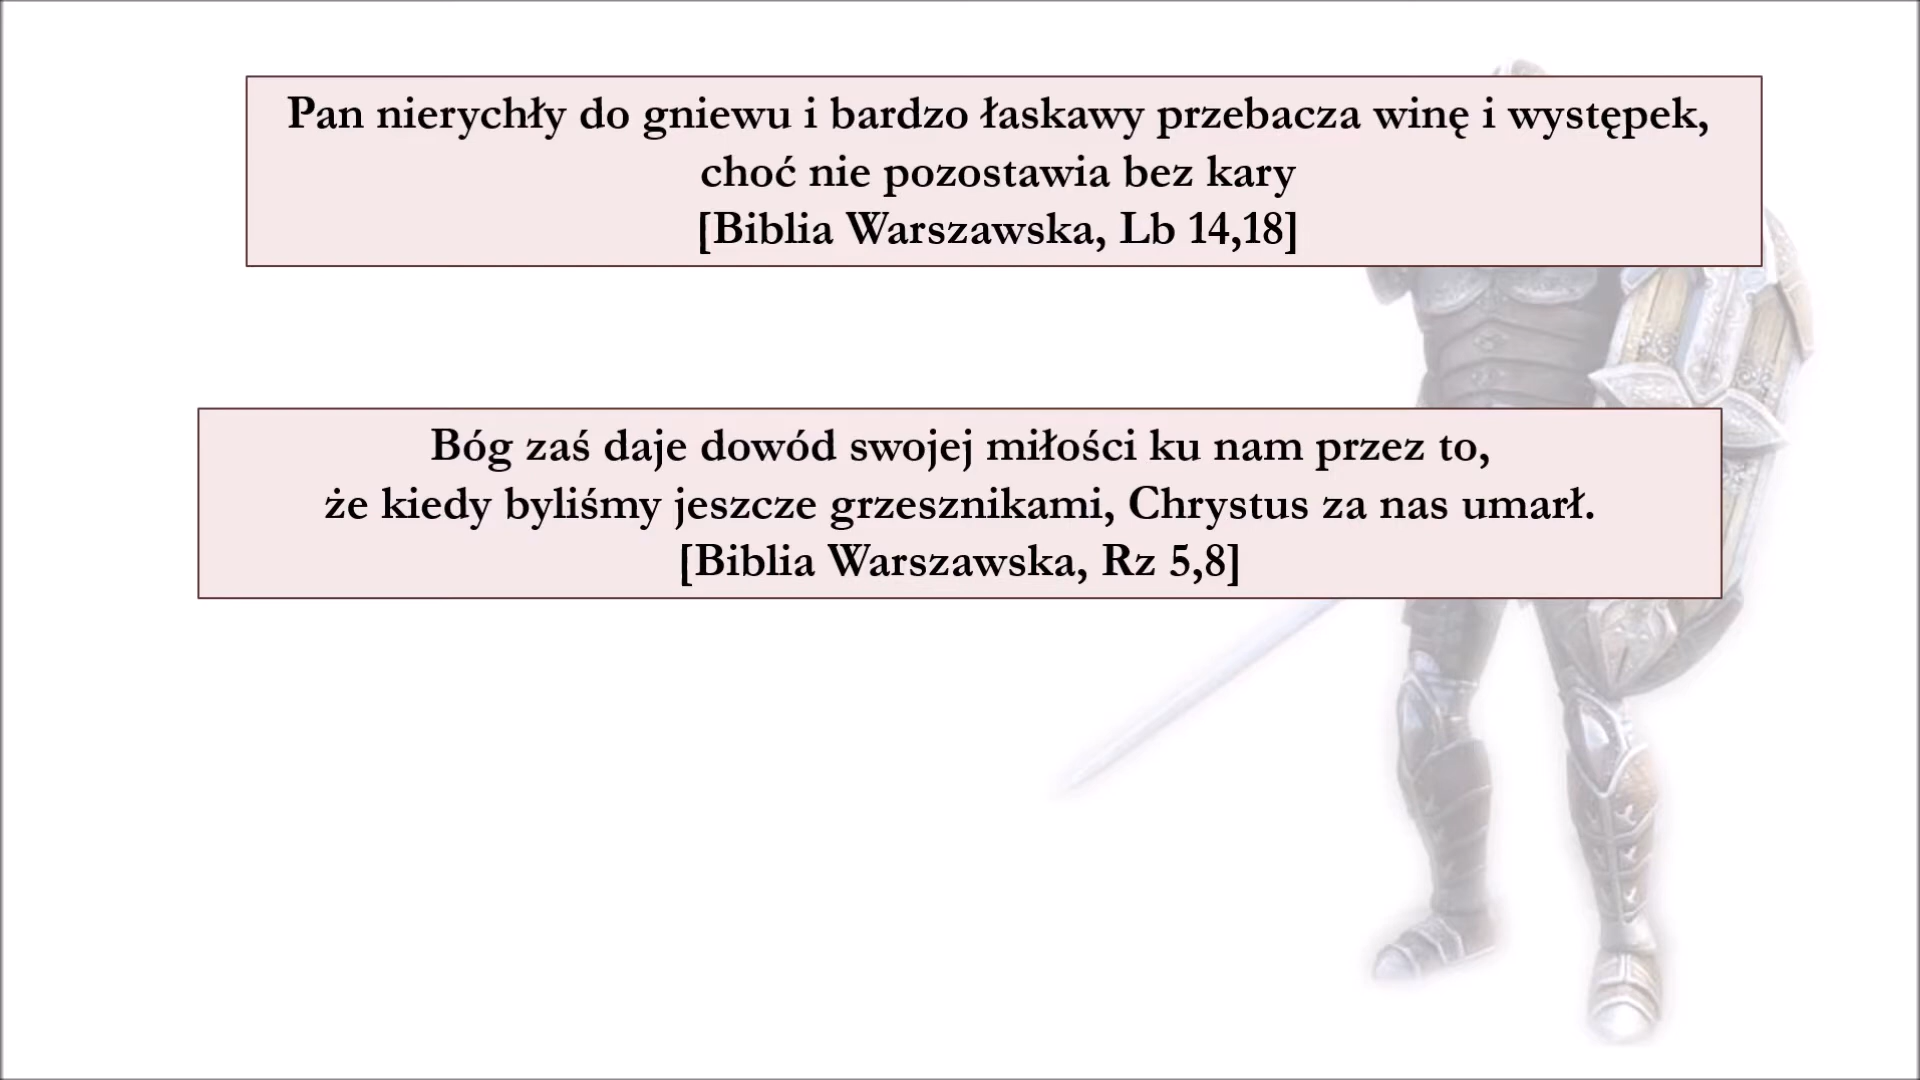 Pan nierychły do gniewu i bardzo łaskawy przebacza winę i występek,
choć nie pozostawia bez kary
[Biblia Warszawska, Lb 14,18]
Bóg zaś daje dowód swojej miłości ku nam przez to,
że kiedy byliśmy jeszcze grzesznikami, Chrystus za nas umarł.
[Biblia Warszawska, Rz 5,8]